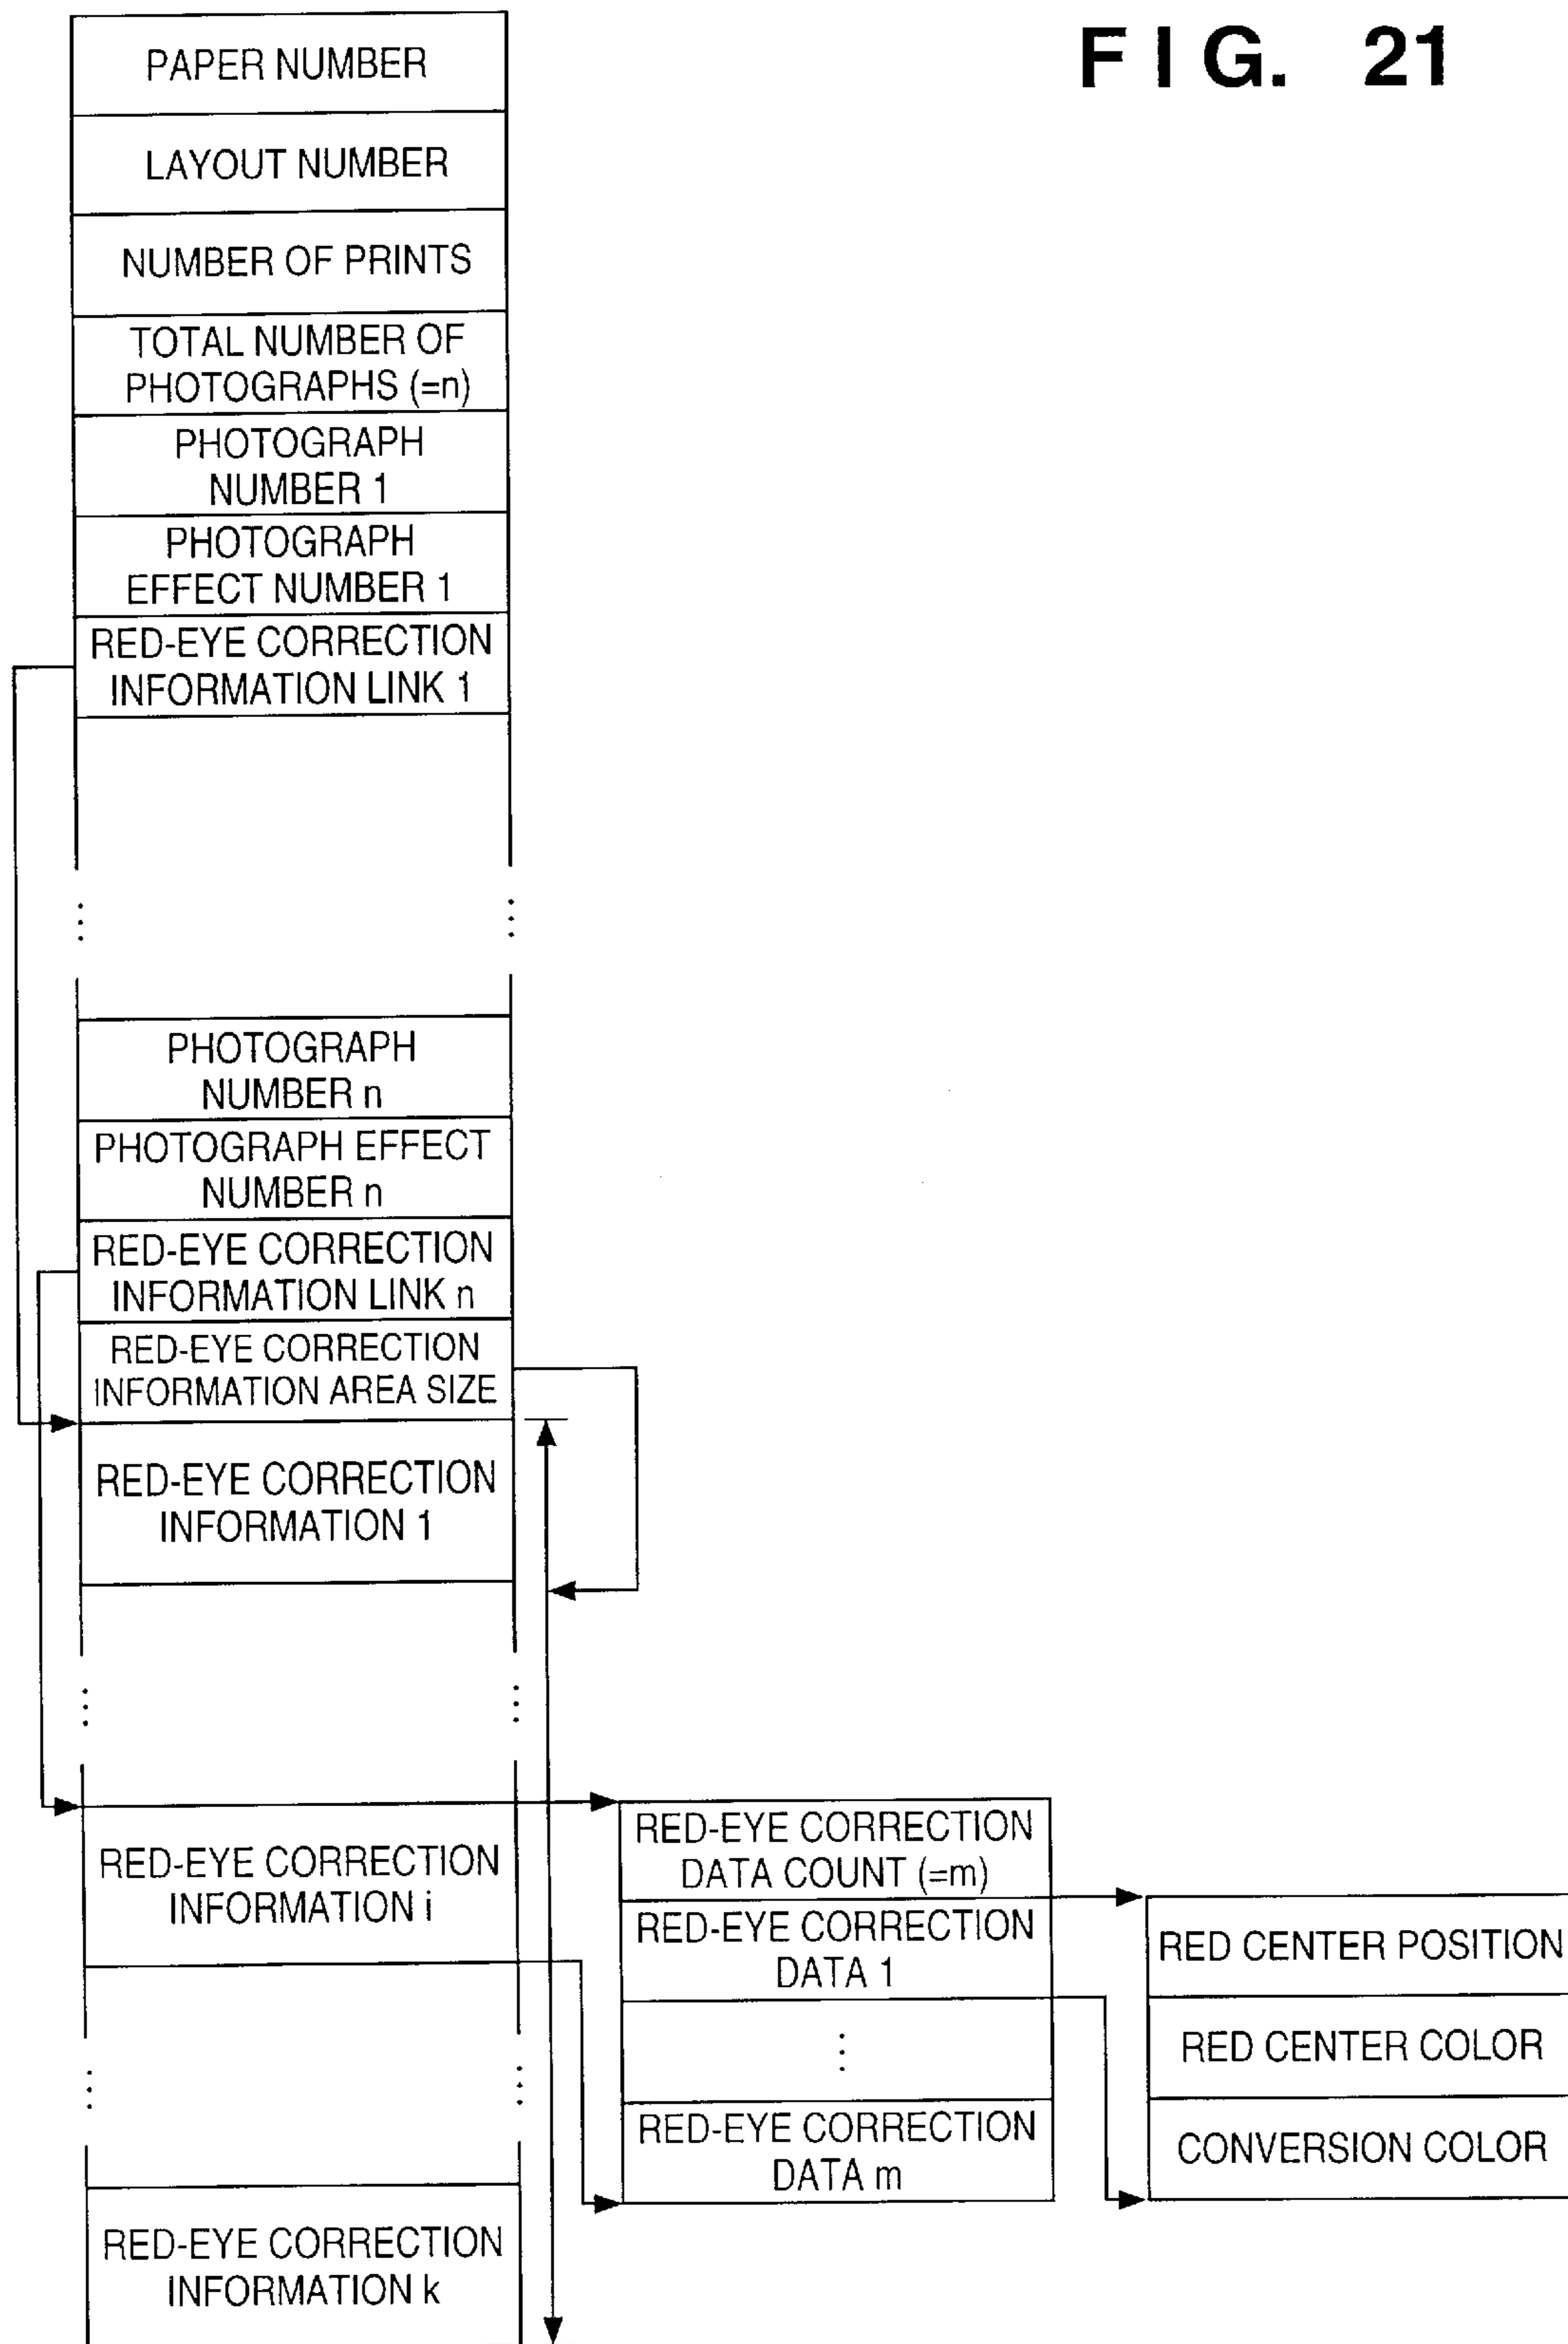 FIG. 21
PAPER NUMBER
LAYOUT NUMBER
NUMBER OF PRINTS
TOTAL NUMBER OF
PHOTOGRAPHS (=n)
PHOTOGRAPH
NUMBER 1
PHOTOGRAPH
EFFECT NUMBER 1
RED-EYE CORRECTION
INFORMATION LINK 1
PHOTOGRAPH
NUMBER n
PHOTOGRAPH EFFECT
NUMBER n
RED-EYE CORRECTION
INFORMATION LINK n
RED-EYE CORRECTION
INFORMATION AREA SIZE
RED-EYE CORRECTION
INFORMATION 1
RED-EYE CORRECTION
INFORMATION i
RED-EYE CORRECTION
INFORMATION k
RED-EYE CORRECTION
DATA COUNT (=m)
RED-EYE CORRECTION
DATA 1
RED-EYE CORRECTION
DATA m
RED CENTER POSITION
RED CENTER COLOR
CONVERSION COLOR